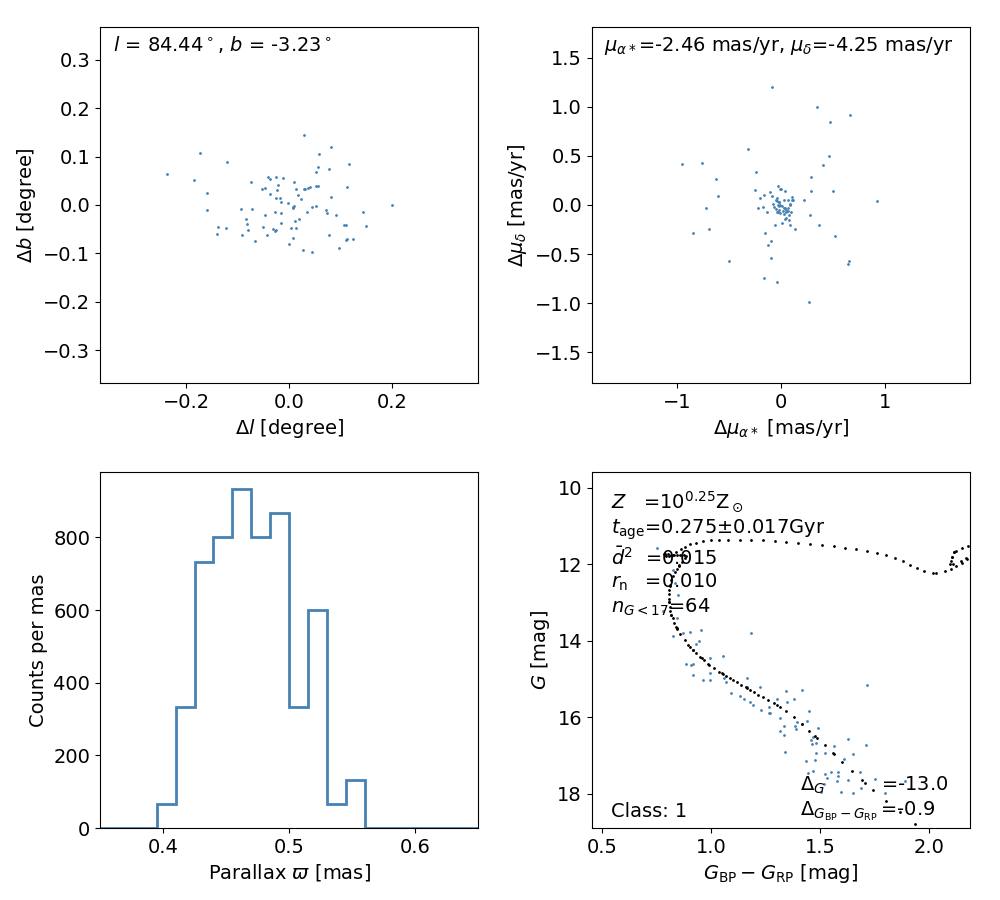 l = 84.44°, b = -3.23°
0.3
0.2
0.1
0.0
−0.1
−0.2
−0.3
Δb [degree]
−0.2 0.0 0.2
Δl [degree]
μα*=-2.46 mas/yr, μδ=-4.25 mas/yr
1.5
1.0
0.5
0.0
−0.5
−1.0
−1.5
Δμδ [mas/yr]
−1 0 1
Δμα* [mas/yr]
800
600
400
200
0
Counts per mas
0.4 0.5 0.6
Parallax ϖ [mas]
Z =10^0.25 Z⊙
t_age=0.275±0.017Gyr
d̄² =0.015
r_n =0.010
n_G<17=64
10
12
14
16
18
G [mag]
Δ_G =-13.0
Δ_G_BP−G_RP =-0.9
Class: 1
0.5 1.0 1.5 2.0
G_BP − G_RP [mag]